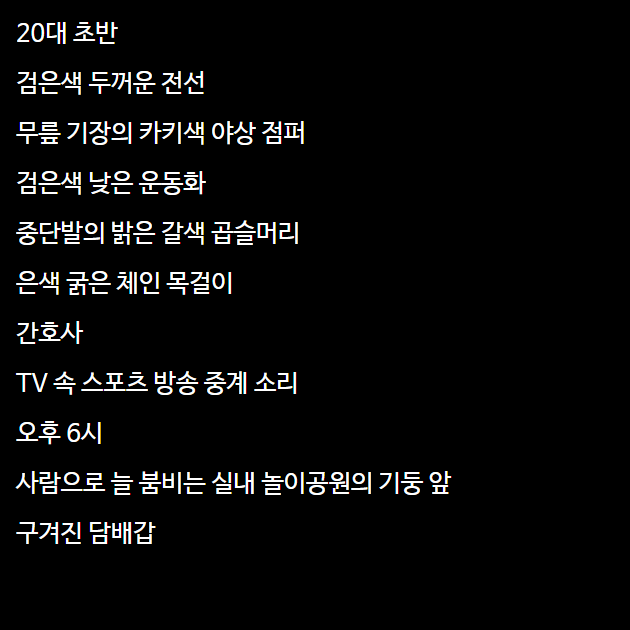 20대 초반
검은색 두꺼운 전선
무릎 기장의 카키색 야상 점퍼
검은색 낮은 운동화
중단발의 밝은 갈색 곱슬머리
은색 굵은 체인 목걸이
간호사
TV 속 스포츠 방송 중계 소리
오후 6시
사람으로 늘 붐비는 실내 놀이공원의 기둥 앞
구겨진 담배갑